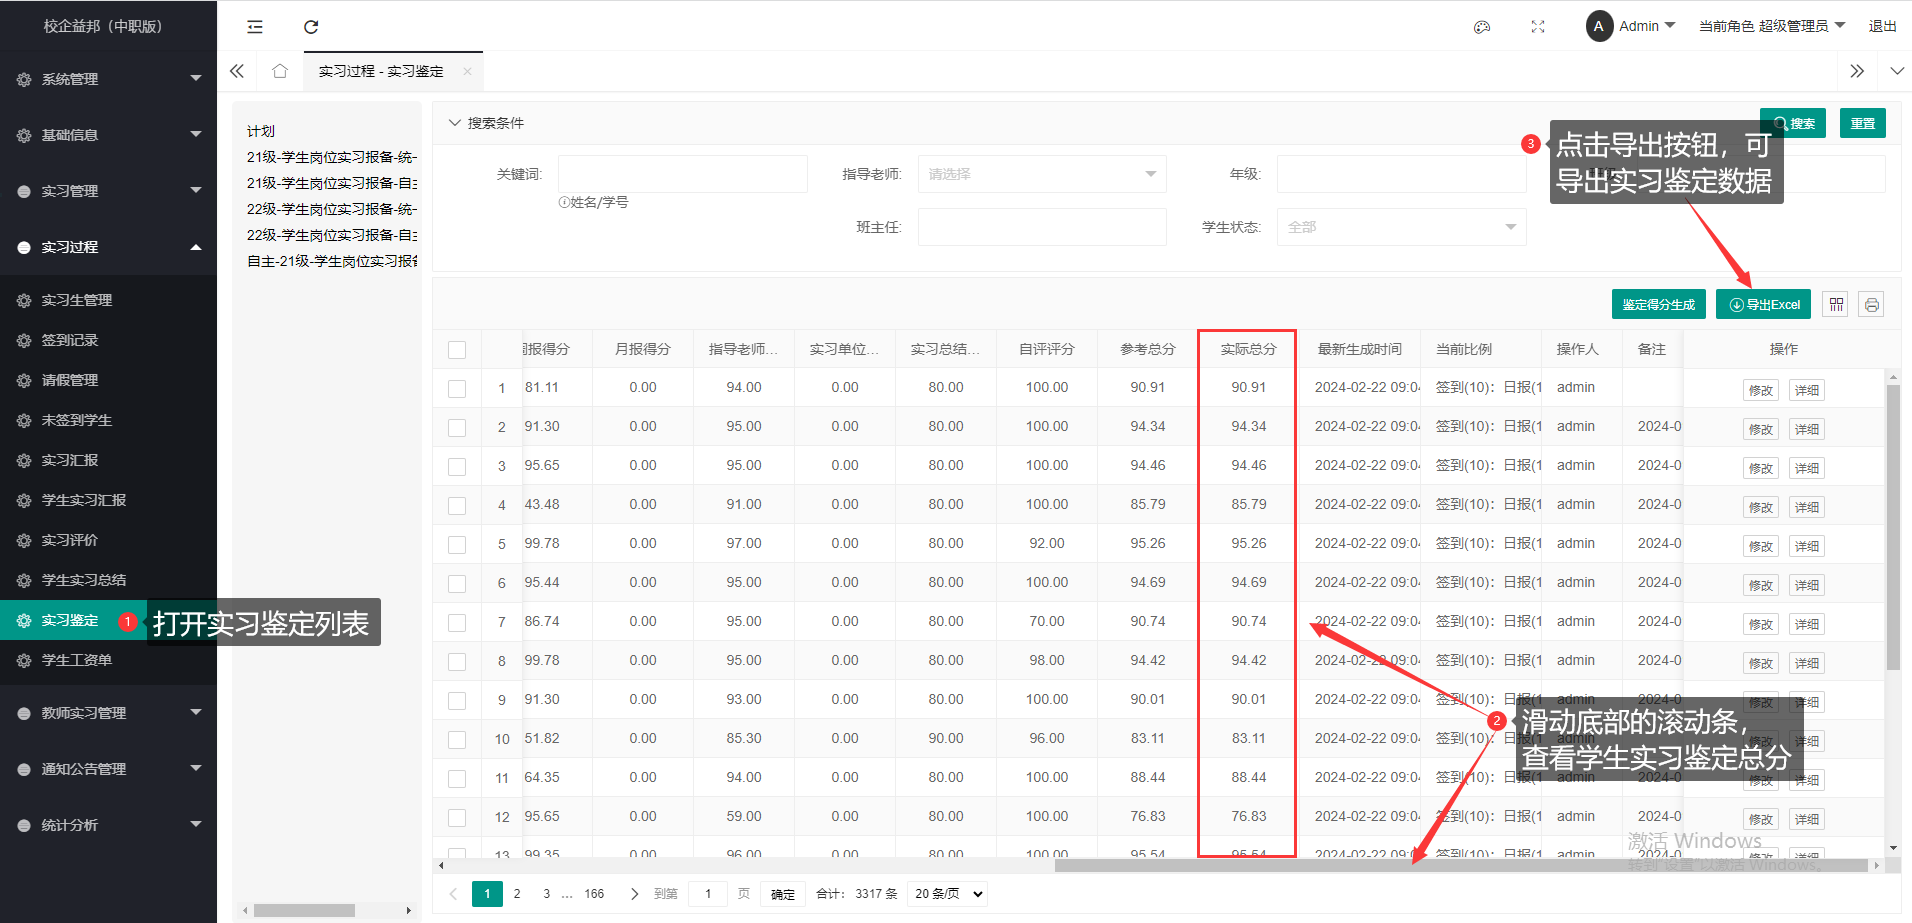 校企益邦（中职版）
Admin
当前角色 超级管理员
退出
实习过程 - 实习鉴定
系统管理
基础信息
实习管理
实习过程
实习生管理
签到记录
请假管理
未签到学生
实习汇报
学生实习汇报
实习评价
学生实习总结
实习鉴定
学生工资单
教师实习管理
通知公告管理
统计分析
1 打开实习鉴定列表
计划
21级-学生岗位实习报备-统一
21级-学生岗位实习报备-自主
22级-学生岗位实习报备-统一
22级-学生岗位实习报备-自主
自主-21级-学生岗位实习报备
搜索条件
搜索 重置
关键词:
姓名/学号
指导老师: 请选择
年级:
班主任:
学生状态: 全部
3 点击导出按钮，可
导出实习鉴定数据
鉴定得分生成 导出Excel
周报得分 月报得分 指导老师... 实习单位... 实习总结... 自评评分 参考总分 实际总分 最新生成时间 当前比例 操作人 备注 操作
1 81.11 0.00 94.00 0.00 80.00 100.00 90.91 90.91 2024-02-22 09:04 签到(10)：日报(1 admin 修改 详细
2 91.30 0.00 95.00 0.00 80.00 100.00 94.34 94.34 2024-02-22 09:04 签到(10)：日报(1 admin 2024-0 修改 详细
3 95.65 0.00 95.00 0.00 80.00 100.00 94.46 94.46 2024-02-22 09:04 签到(10)：日报(1 admin 2024-0 修改 详细
4 43.48 0.00 91.00 0.00 80.00 100.00 85.79 85.79 2024-02-22 09:04 签到(10)：日报(1 admin 2024-0 修改 详细
5 99.78 0.00 97.00 0.00 80.00 92.00 95.26 95.26 2024-02-22 09:04 签到(10)：日报(1 admin 2024-0 修改 详细
6 95.44 0.00 95.00 0.00 80.00 100.00 94.69 94.69 2024-02-22 09:04 签到(10)：日报(1 admin 2024-0 修改 详细
7 86.74 0.00 95.00 0.00 80.00 70.00 90.74 90.74 2024-02-22 09:04 签到(10)：日报(1 admin 2024-0 修改 详细
8 99.78 0.00 95.00 0.00 80.00 98.00 94.42 94.42 2024-02-22 09:04 签到(10)：日报(1 admin 2024-0 修改 详细
9 91.30 0.00 93.00 0.00 80.00 100.00 90.01 90.01 2024-02-22 09:04 签到(10)：日报(1 admin 2024-0 修改 详细
10 51.82 0.00 85.30 0.00 90.00 96.00 83.11 83.11 2024-02-22 09:04 签到(10)：日 修改 详细
11 64.35 0.00 94.00 0.00 80.00 100.00 88.44 88.44 2024-02-22 09:04 签到(10)：日报(1 admin 2024-0 修改 详细
12 95.65 0.00 59.00 0.00 80.00 100.00 76.83 76.83 2024-02-22 09:04 签到(10)：日报(1 admin 2024-0 修改 详细
13 99.35 0.00 96.00 0.00 80.00 100.00 95.54 95.54 2024-02-22 09:0 签到(10)：日报(1 admin 2024-0 修改 详细
2 滑动底部的滚动条，
查看学生实习鉴定总分
激活 Windows
转到"设置"以激活 Windows。
1 2 3 ... 166 到第 1 页 确定 合计： 3317 条 20 条/页